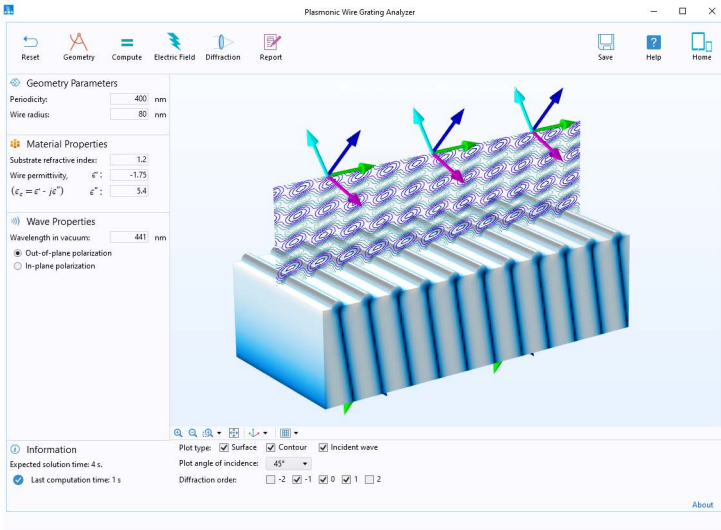 Plasmonic Wire Grating Analyzer
Reset Geometry Compute Electric Field Diffraction Report Save Help Home
Geometry Parameters
Periodicity: 400 nm
Wire radius: 80 nm
Material Properties
Substrate refractive index: 1.2
Wire permittivity, ε': -1.75
(εc = ε' - jε'') ε'': 5.4
Wave Properties
Wavelength in vacuum: 441 nm
Out-of-plane polarization
In-plane polarization
Information
Expected solution time: 4 s.
Last computation time: 1 s
Plot type: Surface Contour Incident wave
Plot angle of incidence: 45°
Diffraction order: -2 -1 0 1 2
About